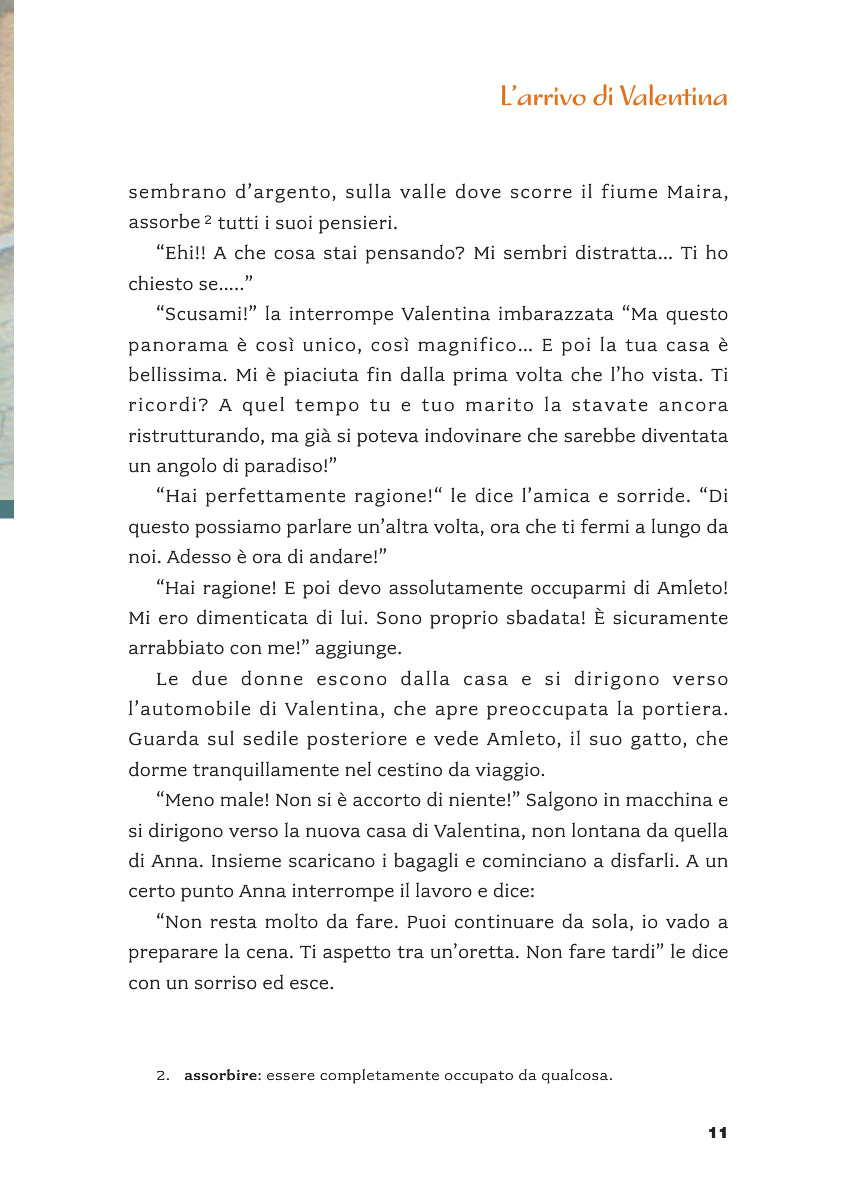 L'arrivo di Valentina
sembrano d'argento, sulla valle dove scorre il fiume Maira,
assorbe 2 tutti i suoi pensieri.
“Ehi!! A che cosa stai pensando? Mi sembri distratta... Ti ho
chiesto se.....”
“Scusami!” la interrompe Valentina imbarazzata “Ma questo
panorama è così unico, così magnifico... E poi la tua casa è
bellissima. Mi è piaciuta fin dalla prima volta che l'ho vista. Ti
ricordi? A quel tempo tu e tuo marito la stavate ancora
ristrutturando, ma già si poteva indovinare che sarebbe diventata
un angolo di paradiso!”
“Hai perfettamente ragione!“ le dice l'amica e sorride. “Di
questo possiamo parlare un'altra volta, ora che ti fermi a lungo da
noi. Adesso è ora di andare!”
“Hai ragione! E poi devo assolutamente occuparmi di Amleto!
Mi ero dimenticata di lui. Sono proprio sbadata! È sicuramente
arrabbiato con me!” aggiunge.
Le due donne escono dalla casa e si dirigono verso
l'automobile di Valentina, che apre preoccupata la portiera.
Guarda sul sedile posteriore e vede Amleto, il suo gatto, che
dorme tranquillamente nel cestino da viaggio.
“Meno male! Non si è accorto di niente!” Salgono in macchina e
si dirigono verso la nuova casa di Valentina, non lontana da quella
di Anna. Insieme scaricano i bagagli e cominciano a disfarli. A un
certo punto Anna interrompe il lavoro e dice:
“Non resta molto da fare. Puoi continuare da sola, io vado a
preparare la cena. Ti aspetto tra un'oretta. Non fare tardi” le dice
con un sorriso ed esce.
2. assorbire: essere completamente occupato da qualcosa.
11